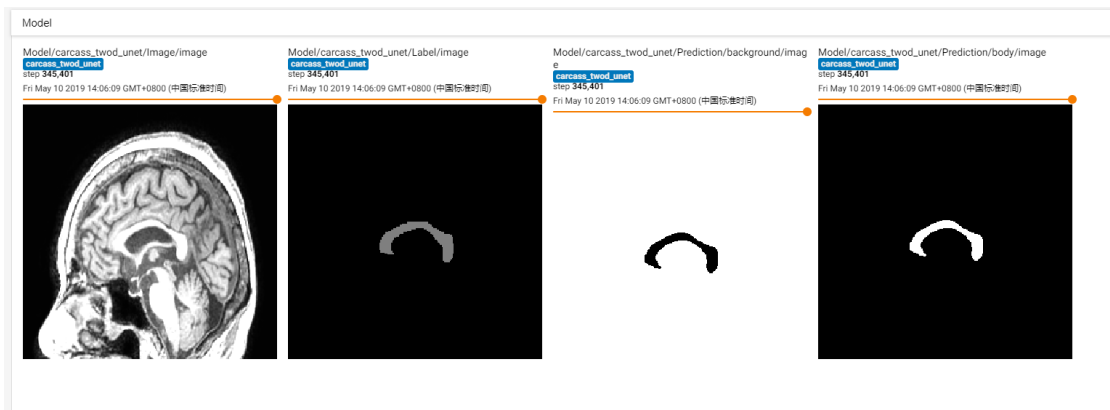 Model
Model/carcass_twod_unet/Image/image
carcass_twod_unet
step 345,401
Fri May 10 2019 14:06:09 GMT+0800 (中国标准时间)
Model/carcass_twod_unet/Label/image
carcass_twod_unet
step 345,401
Fri May 10 2019 14:06:09 GMT+0800 (中国标准时间)
Model/carcass_twod_unet/Prediction/background/imag
e
carcass_twod_unet
step 345,401
Fri May 10 2019 14:06:09 GMT+0800 (中国标准时间)
Model/carcass_twod_unet/Prediction/body/image
carcass_twod_unet
step 345,401
Fri May 10 2019 14:06:09 GMT+0800 (中国标准时间)